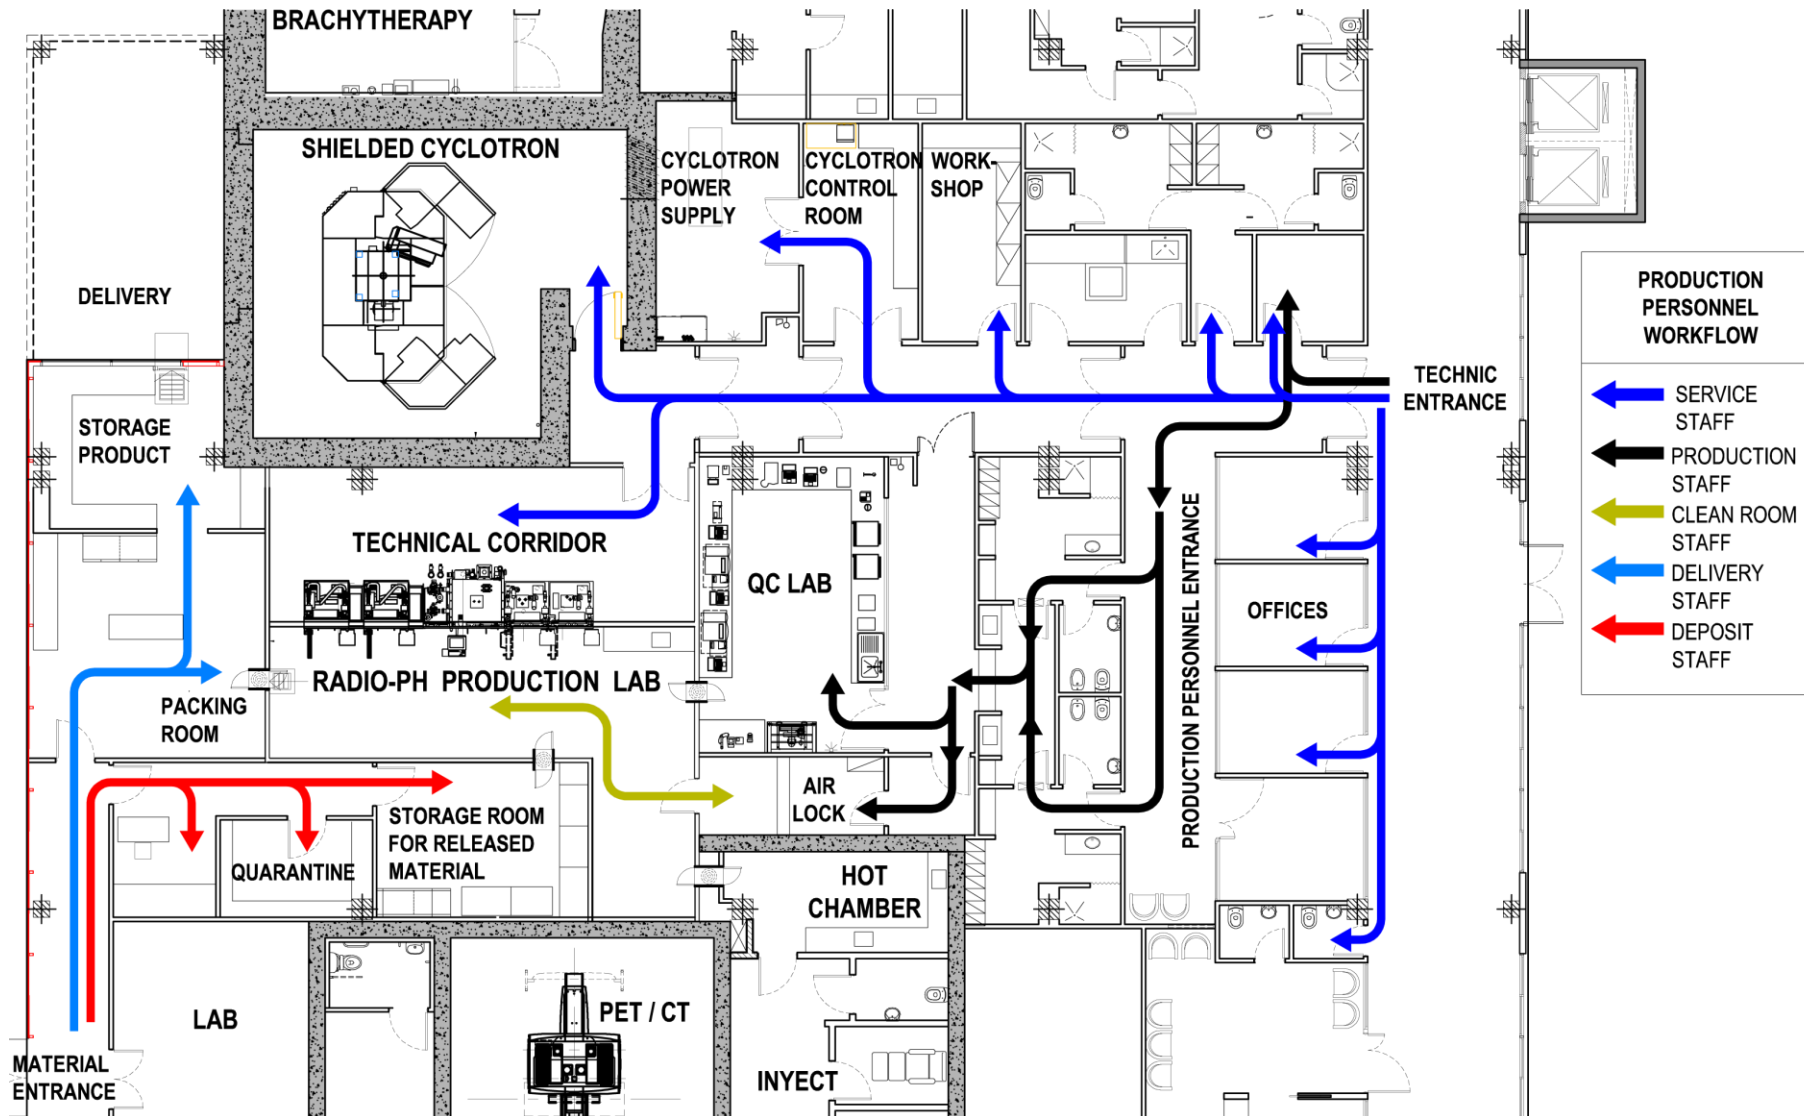 BRACHYTHERAPY
SHIELDED CYCLOTRON
CYCLOTRON
POWER
SUPPLY
CYCLOTRON
CONTROL
ROOM
WORK-
SHOP
DELIVERY
PRODUCTION
PERSONNEL
WORKFLOW
TECHNIC
ENTRANCE
SERVICE
STAFF
PRODUCTION
STAFF
CLEAN ROOM
STAFF
DELIVERY
STAFF
DEPOSIT
STAFF
STORAGE
PRODUCT
TECHNICAL CORRIDOR
QC LAB
PRODUCTION PERSONNEL ENTRANCE
OFFICES
RADIO-PH PRODUCTION LAB
PACKING
ROOM
AIR
LOCK
STORAGE ROOM
FOR RELEASED
MATERIAL
QUARANTINE
HOT
CHAMBER
LAB
PET / CT
INYECT
MATERIAL
ENTRANCE